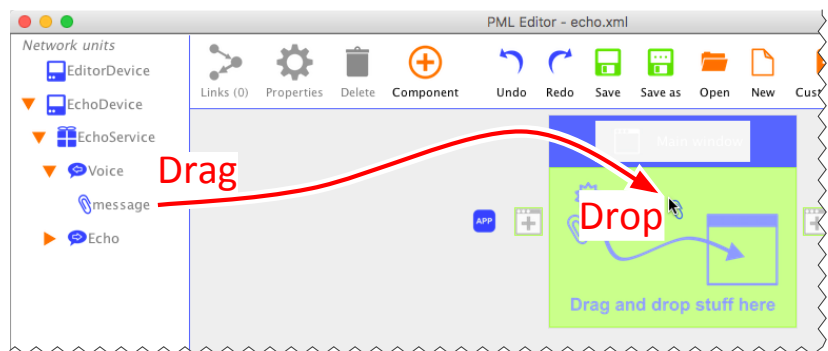 PML Editor - echo.xml
Network units
EditorDevice
EchoDevice
EchoService
Voice
message
Echo
Links (0) Properties Delete Component Undo Redo Save Save as Open New Cust
Main window
Drag
Drop
APP
Drag and drop stuff here